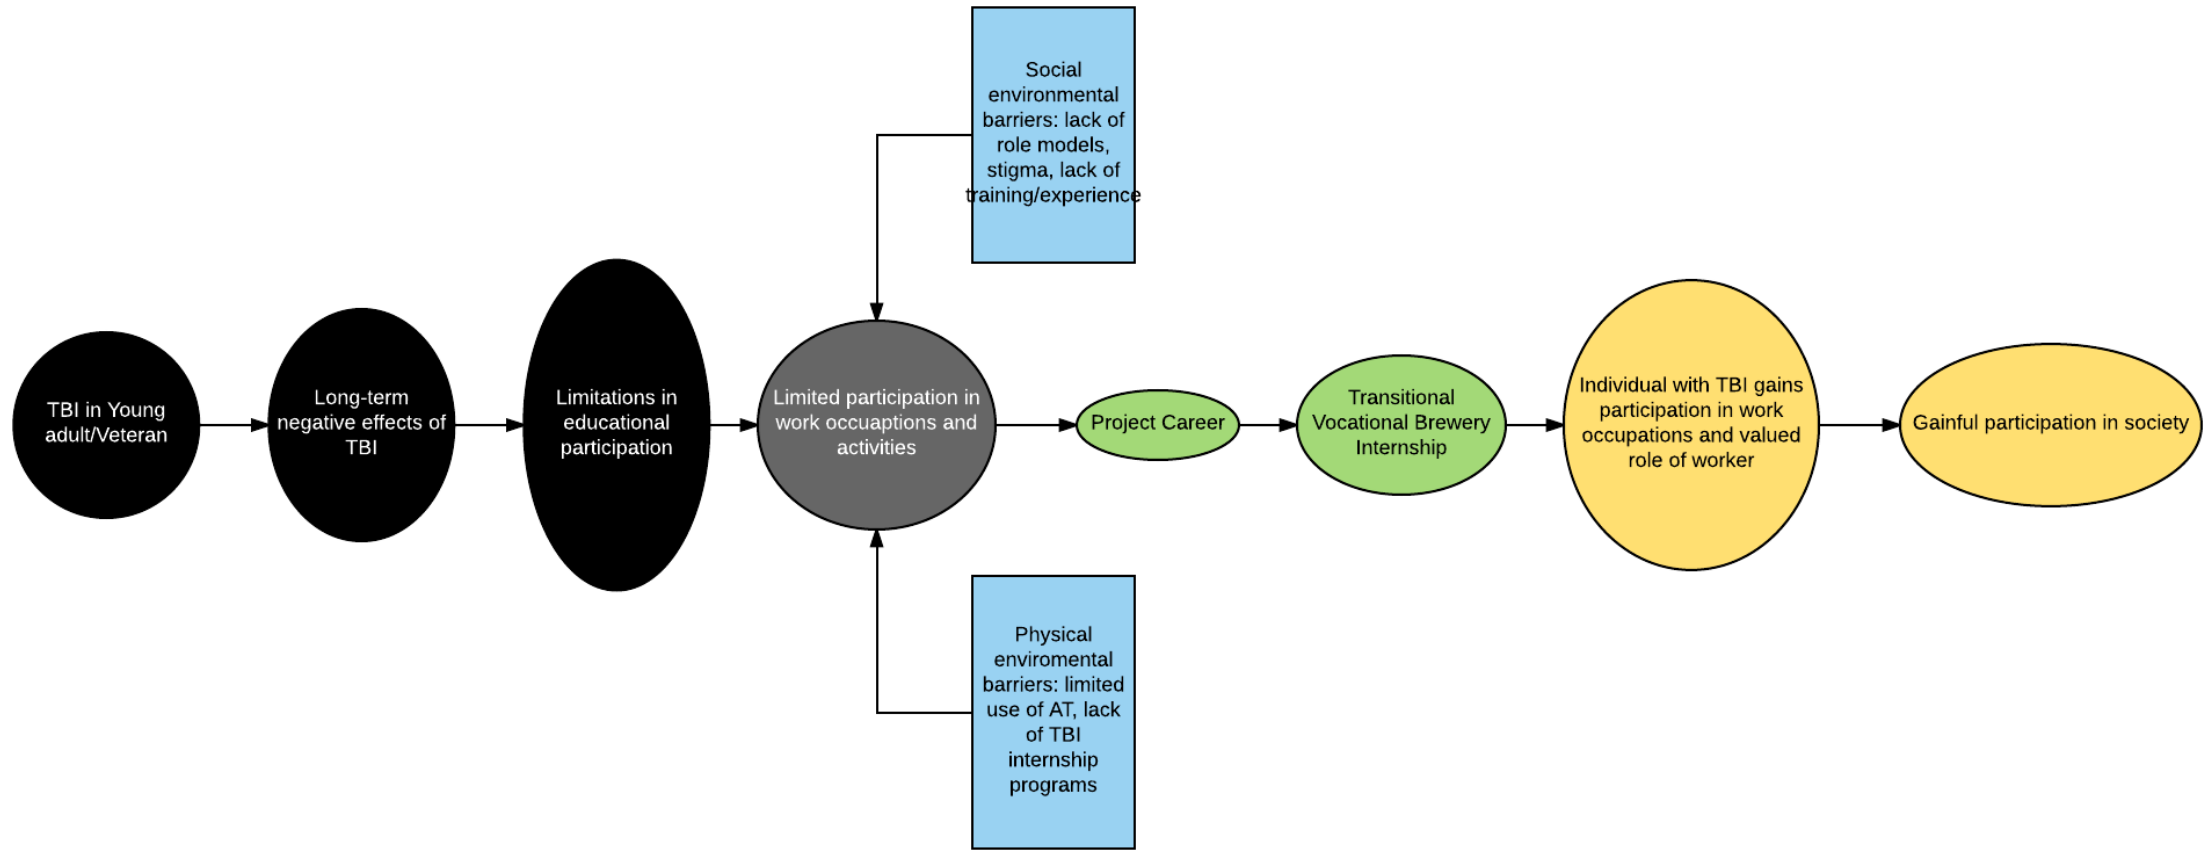 Social
environmental
barriers: lack of
role models,
stigma, lack of
training/experience
TBI in Young
adult/Veteran
Long-term
negative effects of
TBI
Limitations in
educational
participation
Limited participation in
work occuaptions and
activities
Project Career
Transitional
Vocational Brewery
Internship
Individual with TBI gains
participation in work
occupations and valued
role of worker
Gainful participation in society
Physical
enviromental
barriers: limited
use of AT, lack
of TBI
internship
programs